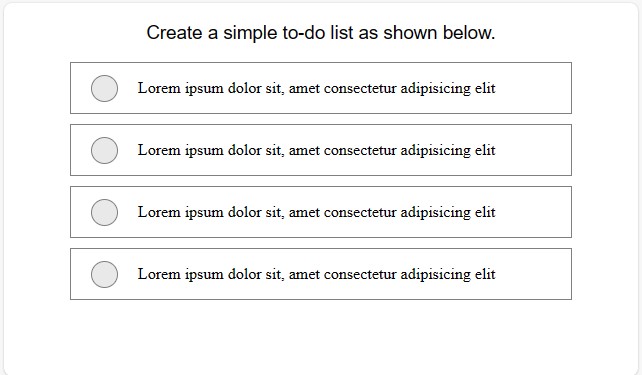 Create a simple to-do list as shown below.
Lorem ipsum dolor sit, amet consectetur adipisicing elit
Lorem ipsum dolor sit, amet consectetur adipisicing elit
Lorem ipsum dolor sit, amet consectetur adipisicing elit
Lorem ipsum dolor sit, amet consectetur adipisicing elit